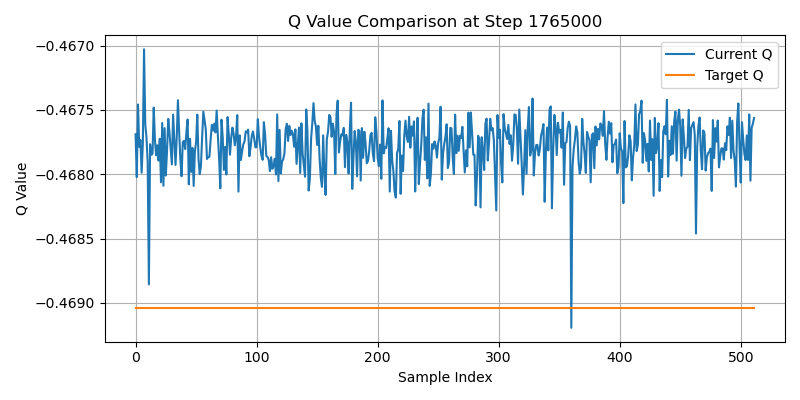 Q Value Comparison at Step 1765000
Current Q
Target Q
Q Value
−0.4670
−0.4675
−0.4680
−0.4685
−0.4690
0 100 200 300 400 500
Sample Index